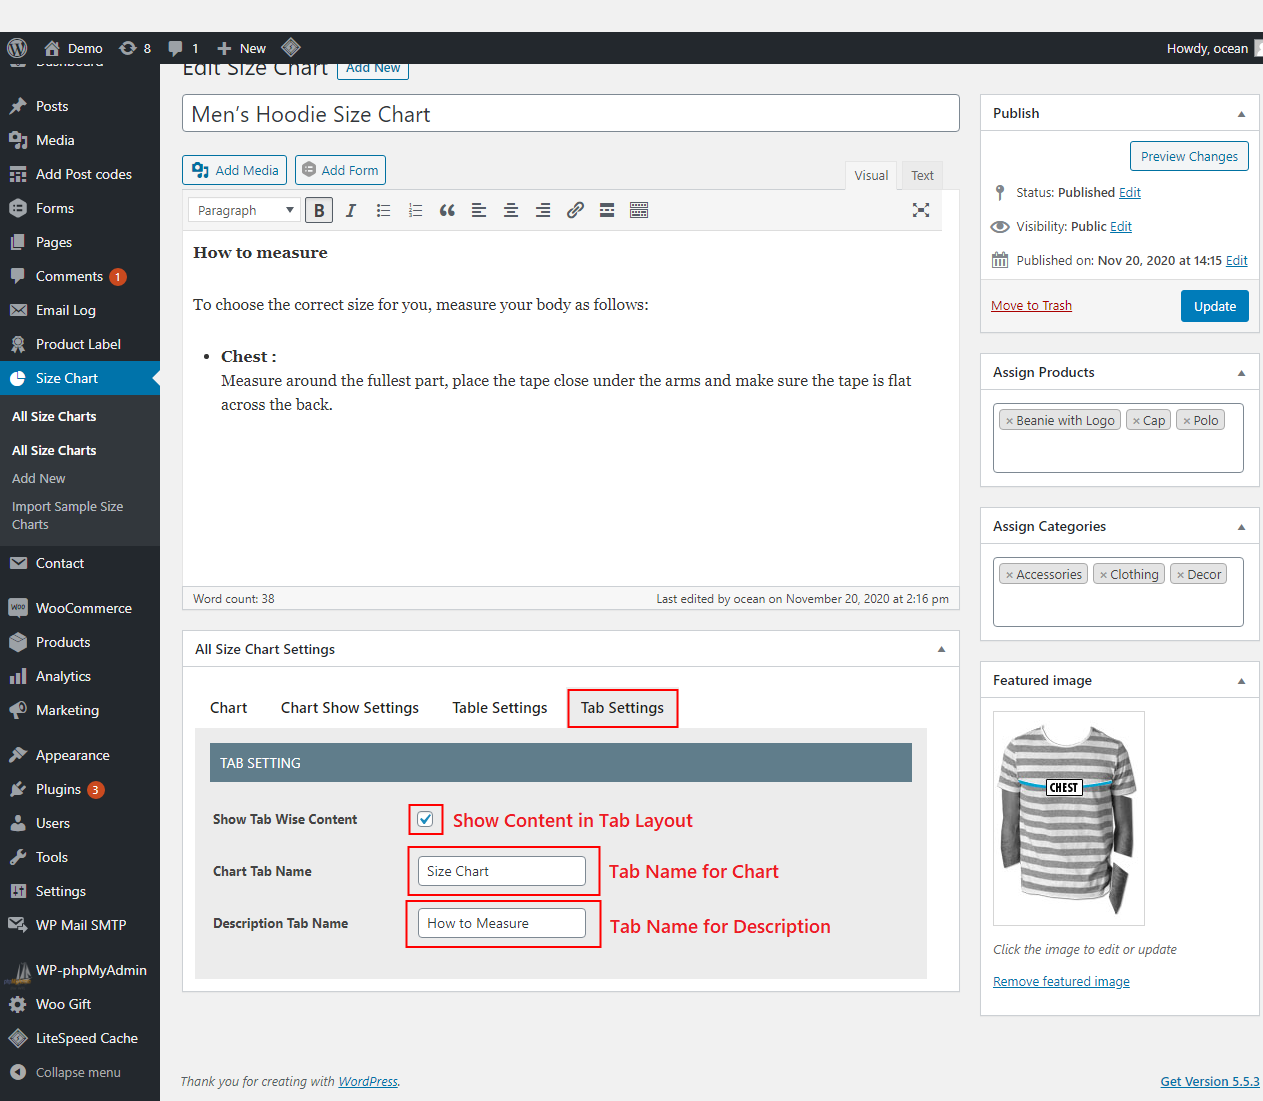 Demo 8 1 New
Howdy, ocean
Dashboard
Posts
Media
Add Post codes
Forms
Pages
Comments 1
Email Log
Product Label
Size Chart
All Size Charts
All Size Charts
Add New
Import Sample Size
Charts
Contact
WooCommerce
Products
Analytics
Marketing
Appearance
Plugins 3
Users
Tools
Settings
WP Mail SMTP
WP-phpMyAdmin
Woo Gift
LiteSpeed Cache
Collapse menu
Edit Size Chart Add New
Men’s Hoodie Size Chart
Add Media Add Form
Visual Text
Paragraph B I
How to measure
To choose the correct size for you, measure your body as follows:
• Chest :
Measure around the fullest part, place the tape close under the arms and make sure the tape is flat
across the back.
Word count: 38
Last edited by ocean on November 20, 2020 at 2:16 pm
All Size Chart Settings
Chart Chart Show Settings Table Settings Tab Settings
TAB SETTING
Show Tab Wise Content Show Content in Tab Layout
Chart Tab Name Size Chart Tab Name for Chart
Description Tab Name How to Measure Tab Name for Description
Publish
Preview Changes
Status: Published Edit
Visibility: Public Edit
Published on: Nov 20, 2020 at 14:15 Edit
Move to Trash Update
Assign Products
× Beanie with Logo × Cap × Polo
Assign Categories
× Accessories × Clothing × Decor
Featured image
CHEST
Click the image to edit or update
Remove featured image
Thank you for creating with WordPress.
Get Version 5.5.3